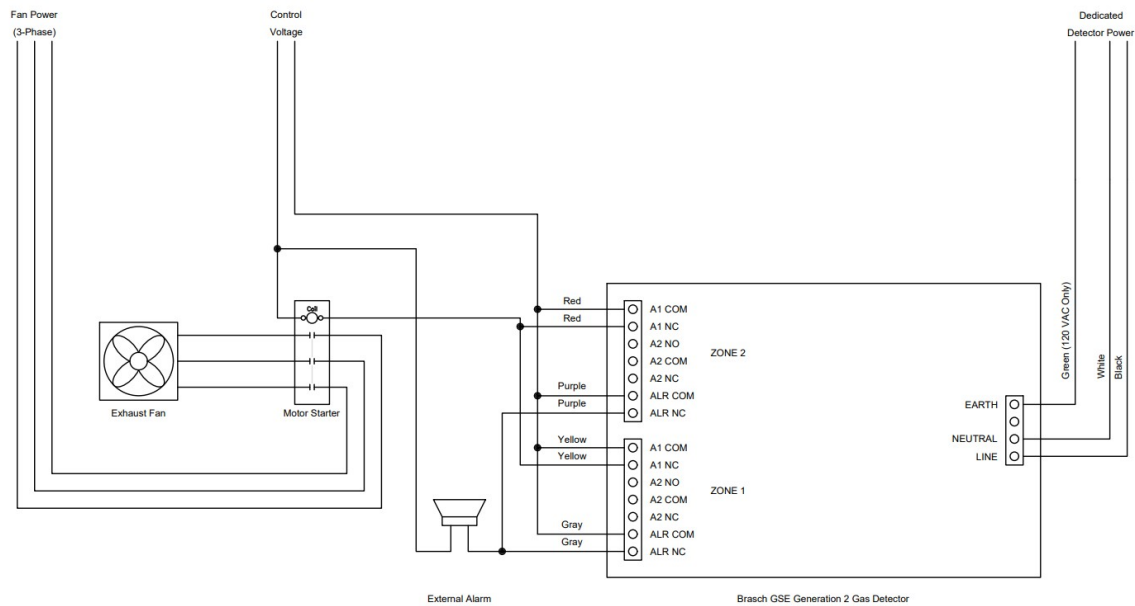 Fan Power
(3-Phase)
Control
Voltage
Dedicated
Detector Power
Green (120 VAC Only)
White
Black
Coil
Exhaust Fan
Motor Starter
Red
Red
Purple
Purple
Yellow
Yellow
Gray
Gray
A1 COM
A1 NC
A2 NO
A2 COM
A2 NC
ALR COM
ALR NC
ZONE 2
A1 COM
A1 NC
A2 NO
A2 COM
A2 NC
ALR COM
ALR NC
ZONE 1
EARTH
NEUTRAL
LINE
External Alarm
Brasch GSE Generation 2 Gas Detector